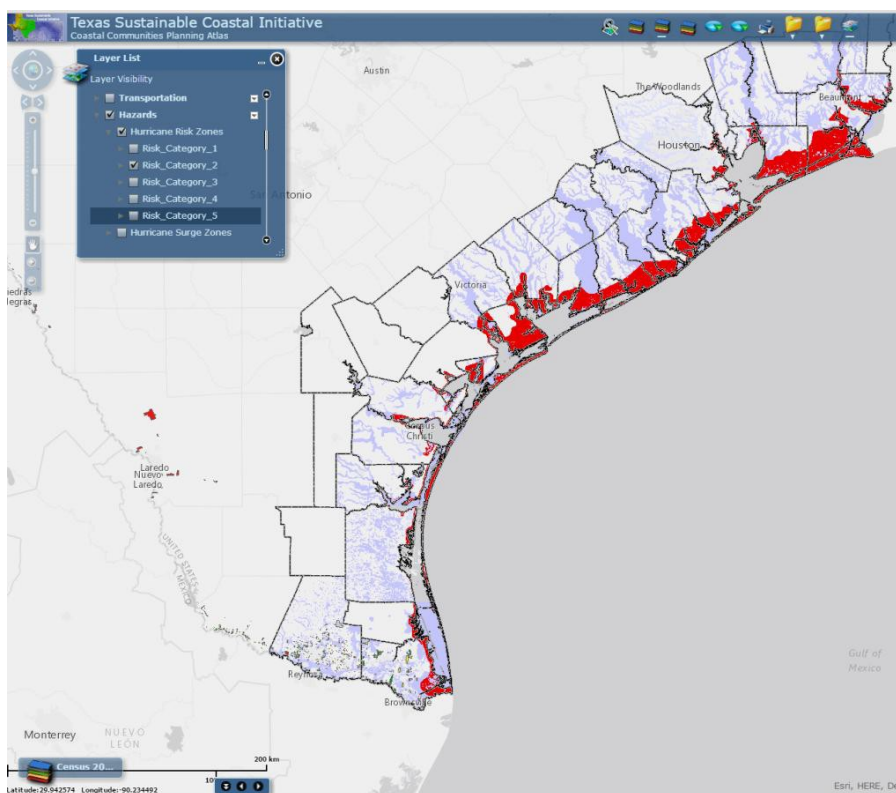 Texas Sustainable Coastal Initiative
Coastal Communities Planning Atlas
Layer List
Layer Visibility
Transportation
Hazards
Hurricane Risk Zones
Risk_Category_1
Risk_Category_2
Risk_Category_3
Risk_Category_4
Risk_Category_5
Hurricane Surge Zones
Austin
The Woodlands
Beaumont
Houston
Antonio
Victoria
Corpus
Christi
Laredo
Nuevo
Laredo
UNITED STATES
MEXICO
Reynosa
Brownsville
Gulf of
Mexico
Monterrey
NUEVO
LEÓN
200 km
Census 20...
Latitude:29.942574 Longitude:-90.234492
Esri, HERE, De